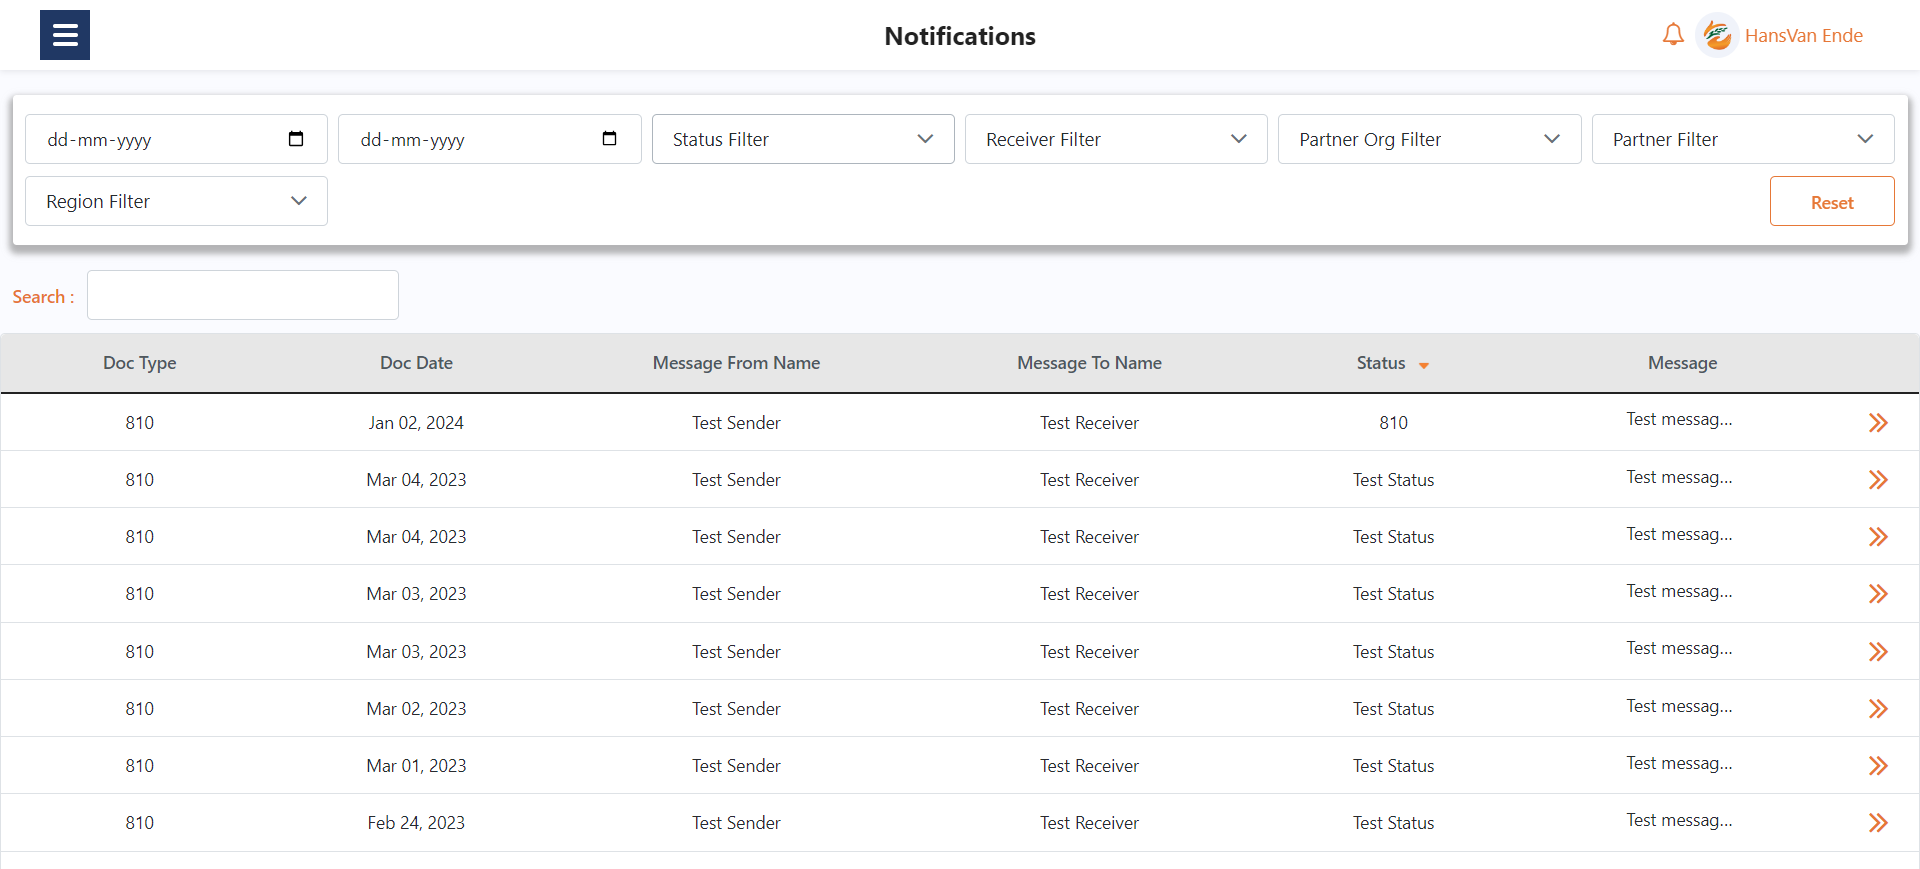 Notifications
HansVan Ende
dd-mm-yyyy dd-mm-yyyy Status Filter Receiver Filter Partner Org Filter Partner Filter
Region Filter Reset
Search :
Doc Type Doc Date Message From Name Message To Name Status Message
810 Jan 02, 2024 Test Sender Test Receiver 810 Test messag...
810 Mar 04, 2023 Test Sender Test Receiver Test Status Test messag...
810 Mar 04, 2023 Test Sender Test Receiver Test Status Test messag...
810 Mar 03, 2023 Test Sender Test Receiver Test Status Test messag...
810 Mar 03, 2023 Test Sender Test Receiver Test Status Test messag...
810 Mar 02, 2023 Test Sender Test Receiver Test Status Test messag...
810 Mar 01, 2023 Test Sender Test Receiver Test Status Test messag...
810 Feb 24, 2023 Test Sender Test Receiver Test Status Test messag...